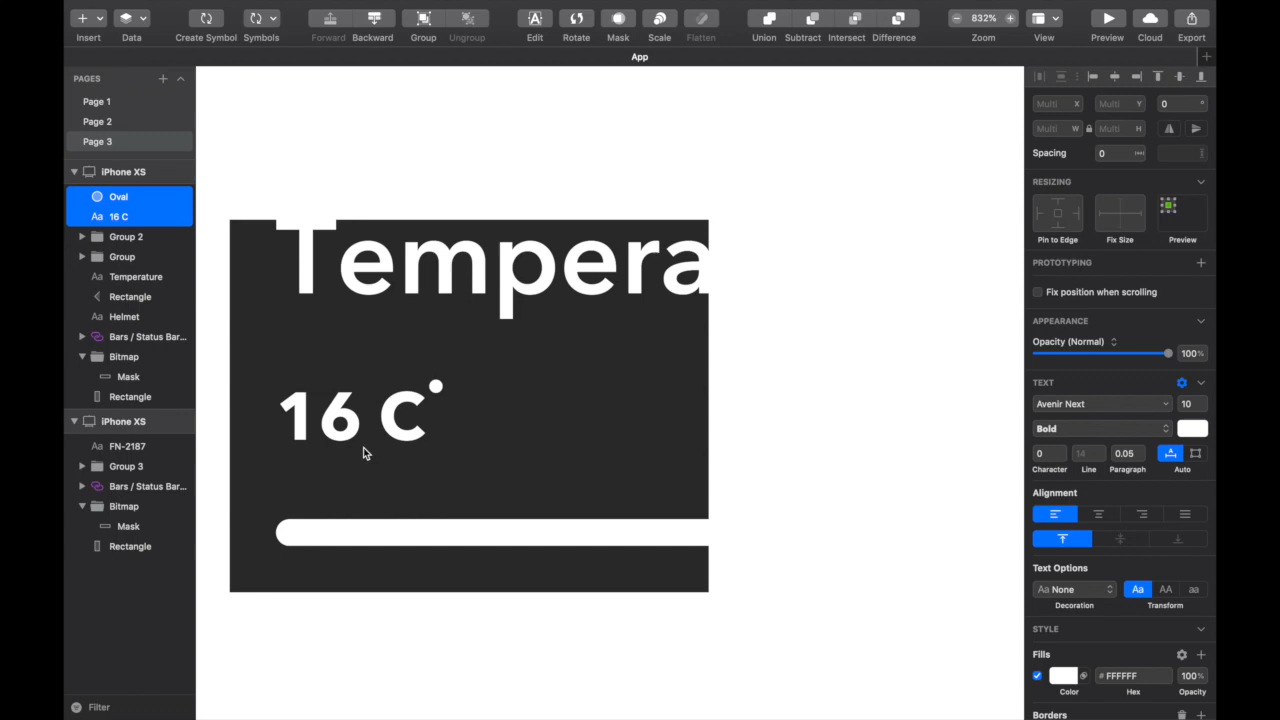 Insert
Data
Create Symbol
Symbols
Forward
Backward
Group
Ungroup
Edit
Rotate
Mask
Scale
Flatten
Union
Subtract
Intersect
Difference
832%
Zoom
View
Preview
Cloud
Export
App
PAGES
Page 1
Page 2
Page 3
iPhone XS
Oval
Aa 16 C
Group 2
Group
Aa Temperature
Rectangle
Aa Helmet
Bars / Status Bar...
Bitmap
Mask
Rectangle
iPhone XS
Aa FN-2187
Group 3
Bars / Status Bar...
Bitmap
Mask
Rectangle
Filter
Tempera
16 C
Multi X Multi Y 0 °
Multi W Multi H
Spacing 0
RESIZING
Pin to Edge Fix Size Preview
PROTOTYPING
Fix position when scrolling
APPEARANCE
Opacity (Normal)
100%
TEXT
Avenir Next 10
Bold
0 14 0.05 A
Character Line Paragraph Auto
Alignment
Text Options
Aa None Aa AA aa
Decoration Transform
STYLE
Fills
# FFFFFF 100%
Color Hex Opacity
Borders